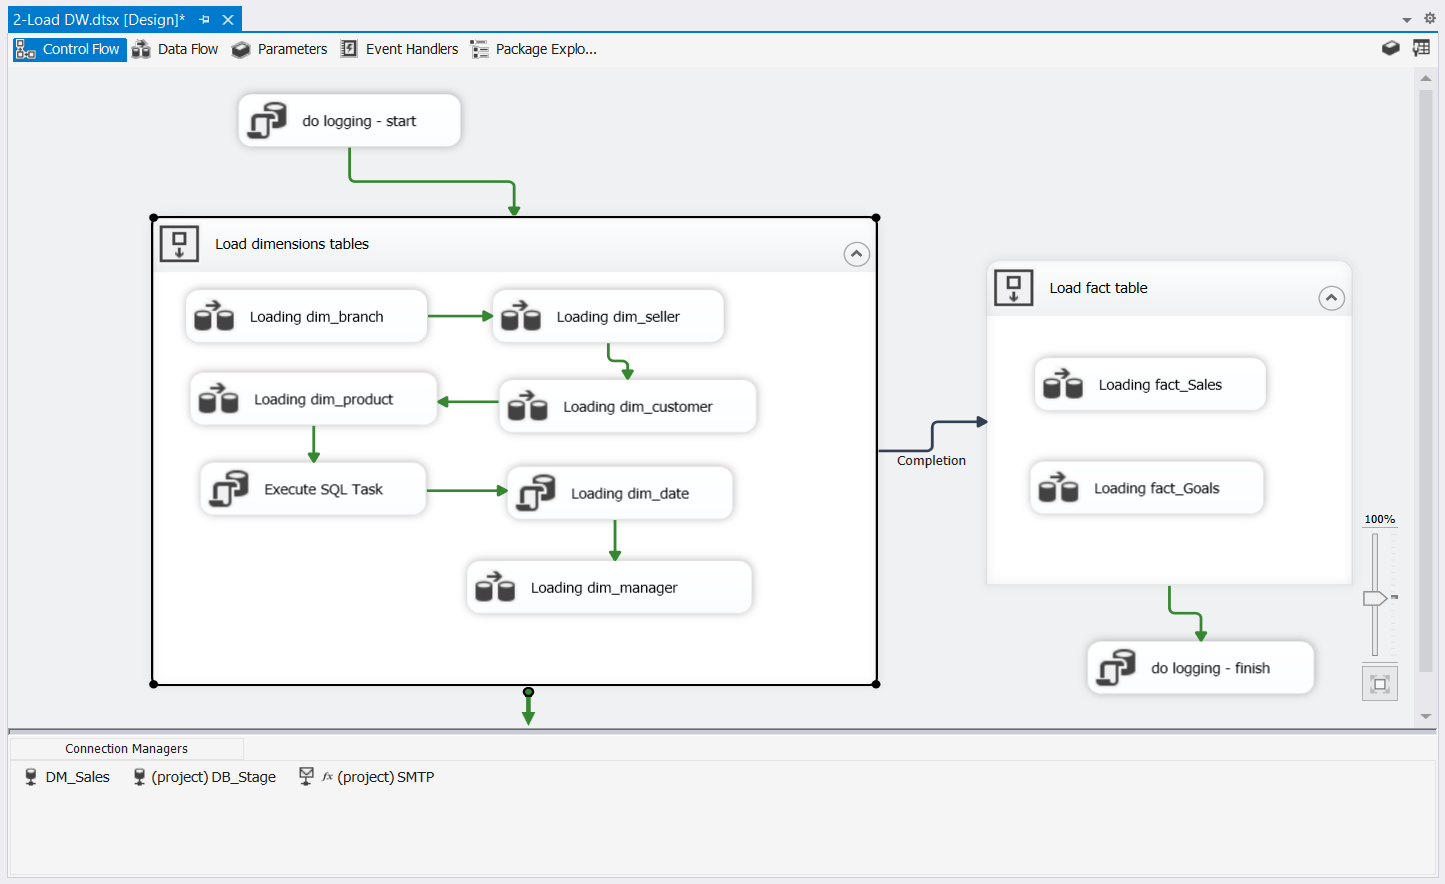 2-Load DW.dtsx [Design]*
Control Flow
Data Flow
Parameters
Event Handlers
Package Explo...
do logging - start
Load dimensions tables
Loading dim_branch
Loading dim_seller
Loading dim_product
Loading dim_customer
Execute SQL Task
Loading dim_date
Loading dim_manager
Completion
Load fact table
Loading fact_Sales
Loading fact_Goals
do logging - finish
100%
Connection Managers
DM_Sales
(project) DB_Stage
fx (project) SMTP